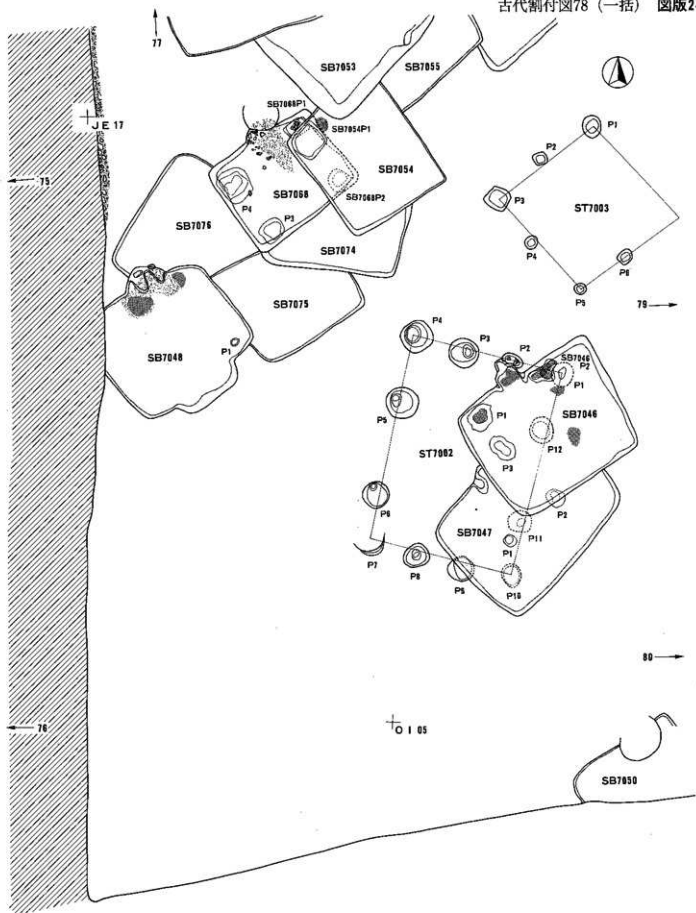 古代割付図78（一括） 図版2
77
SB7053
SB7055
JE 17
SB7068P1
SB7054P1
P1
P2
75
SB7054
P3
SB7068
P4
SB7068P2
ST7003
SB7076
P3
P4
SB7074
P6
P5
79
SB7075
P4
P3
P2
SB7048
P1
SB7046
P2
P1
P5
P1
SB7046
P12
P3
ST7002
P6
P2
SB7047
P11
P1
P7
P8
P9
P10
80
78
O I 05
SB7050